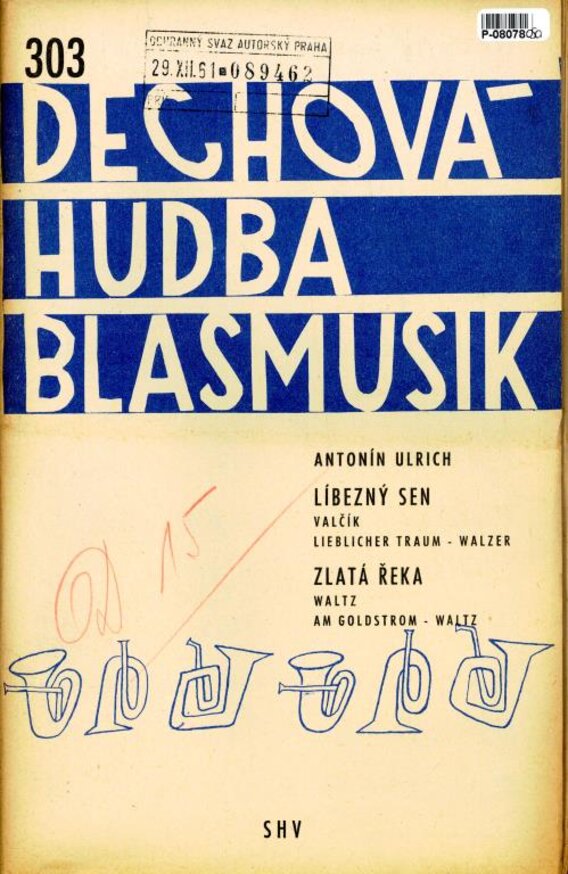 303
OCHRANNÝ SVAZ AUTORSKÝ PRAHA
29.XII.61 089462
P-08078
DECHOVÁ
HUDBA
BLASMUSIK
ANTONÍN ULRICH
LÍBEZNÝ SEN
VALČÍK
LIEBLICHER TRAUM - WALZER
ZLATÁ ŘEKA
WALTZ
AM GOLDSTROM - WALTZ
15
SHV